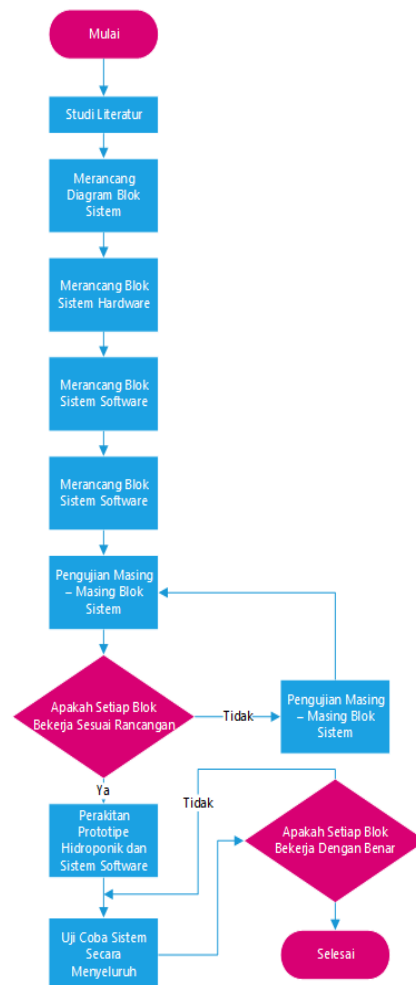 Mulai
Studi Literatur
Merancang
Diagram Blok
Sistem
Merancang Blok
Sistem Hardware
Merancang Blok
Sistem Software
Merancang Blok
Sistem Software
Pengujian Masing
– Masing Blok
Sistem
Apakah Setiap Blok
Bekerja Sesuai Rancangan
Tidak
Pengujian Masing
– Masing Blok
Sistem
Ya
Perakitan
Prototipe
Hidroponik dan
Sistem Software
Tidak
Apakah Setiap Blok
Bekerja Dengan Benar
Uji Coba Sistem
Secara
Menyeluruh
Selesai